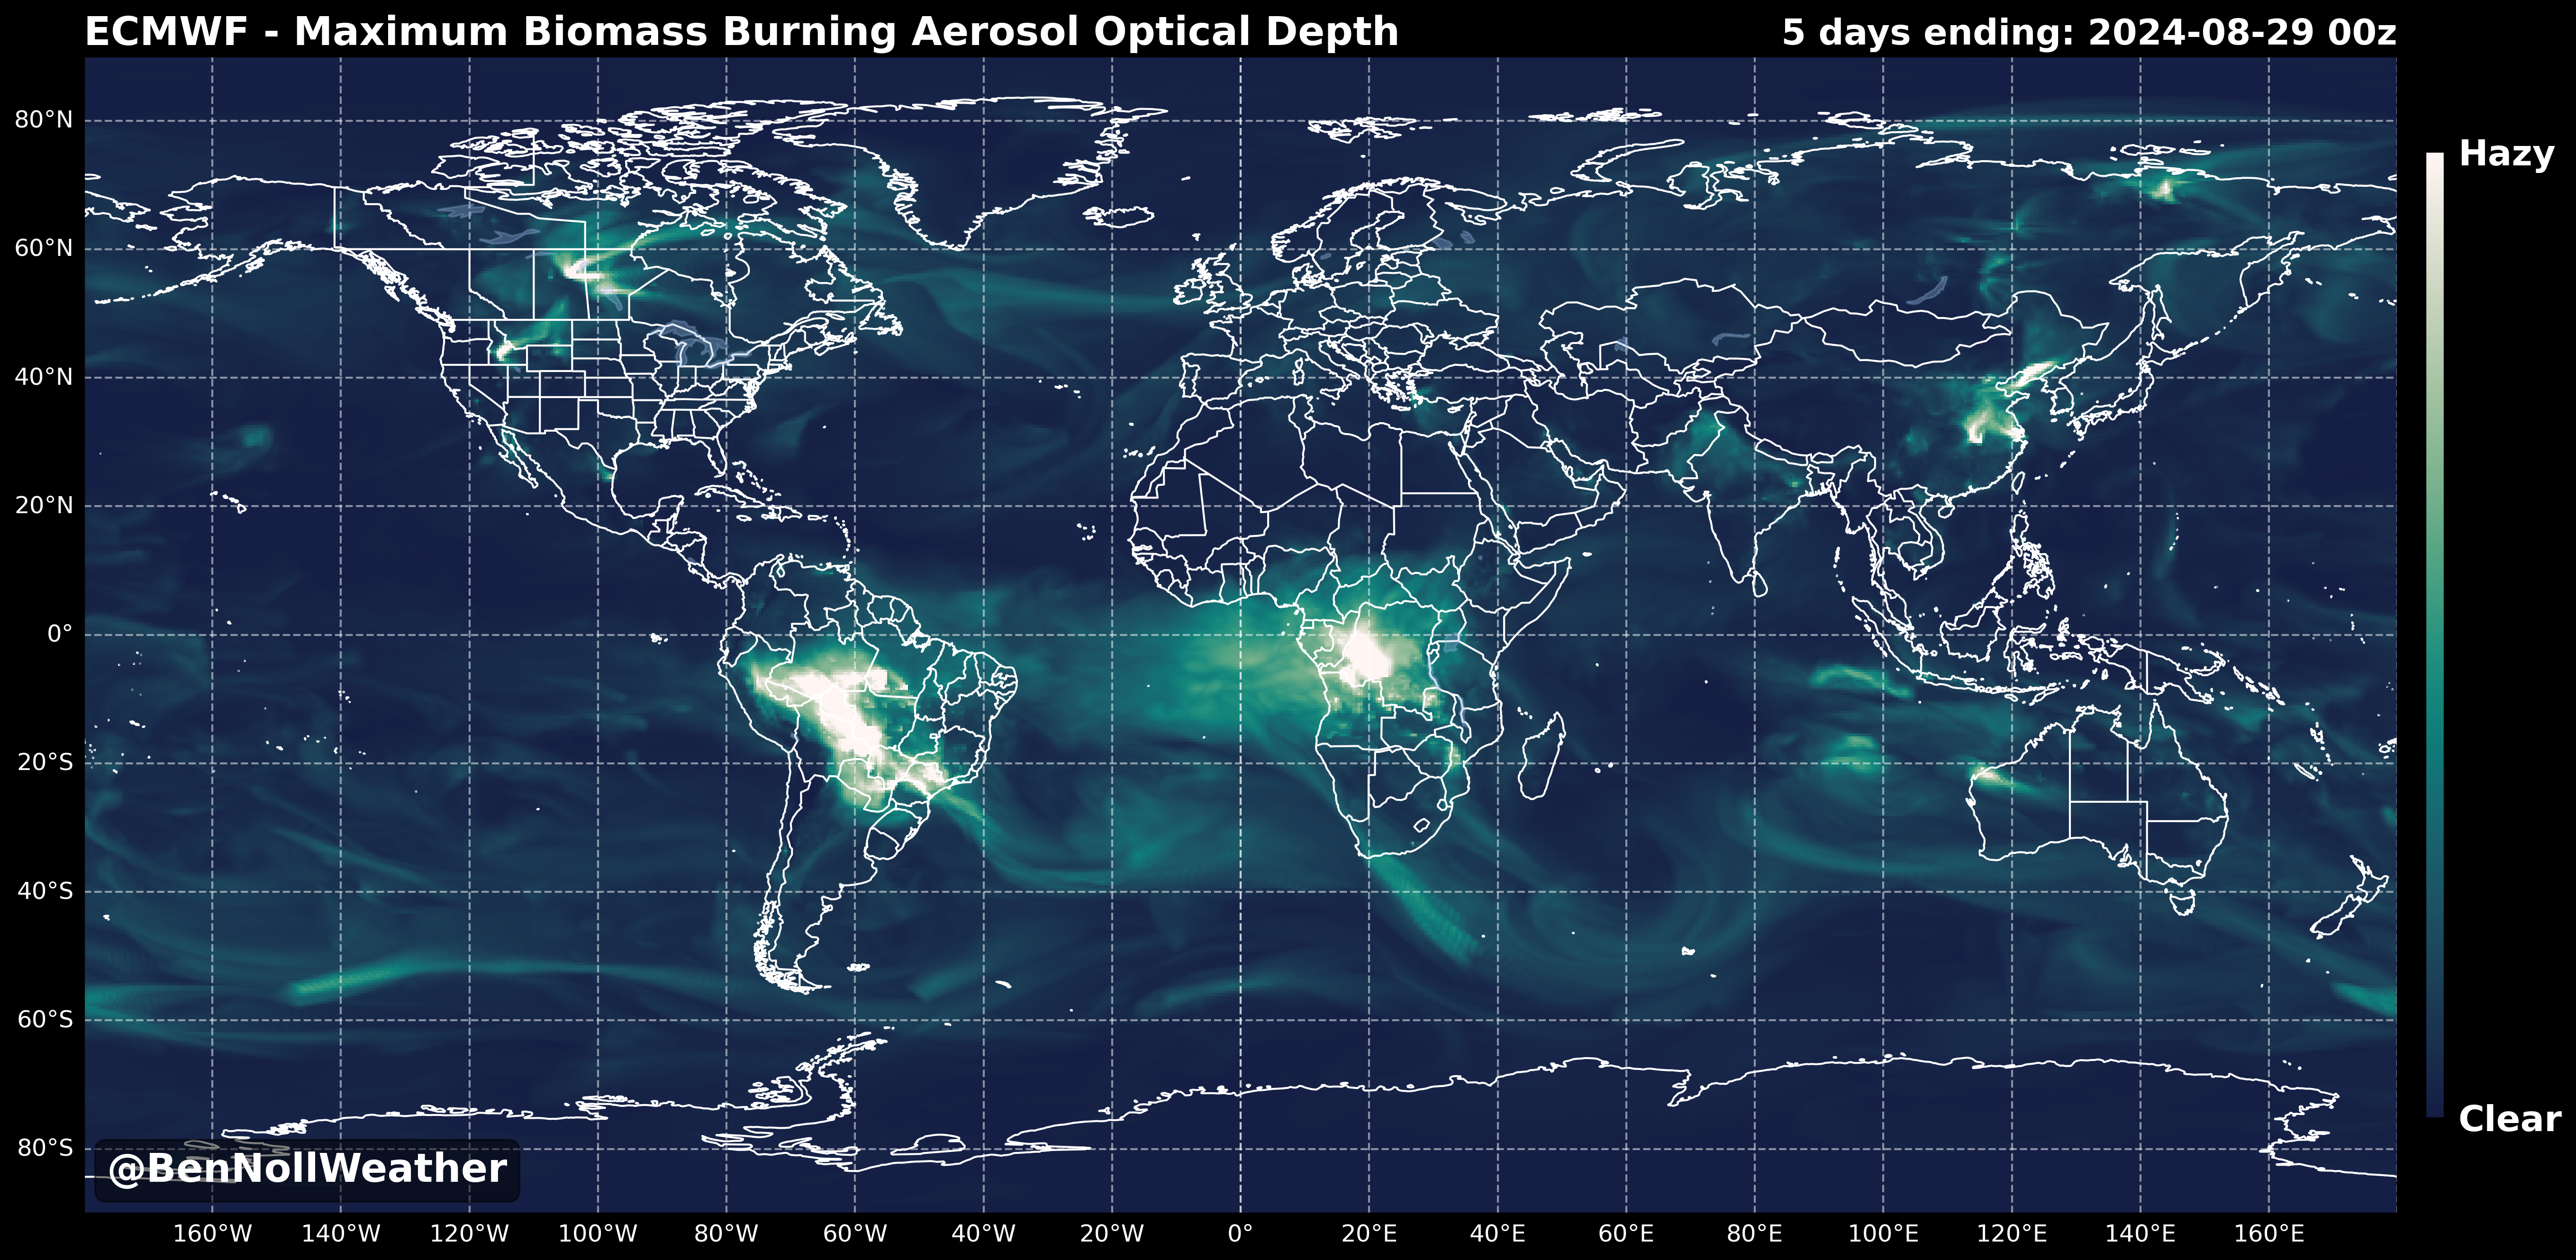 ECMWF - Maximum Biomass Burning Aerosol Optical Depth
5 days ending: 2024-08-29 00z
Hazy
Clear
80°N
60°N
40°N
20°N
0°
20°S
40°S
60°S
80°S
@BenNollWeather
160°W 140°W 120°W 100°W 80°W 60°W 40°W 20°W 0° 20°E 40°E 60°E 80°E 100°E 120°E 140°E 160°E